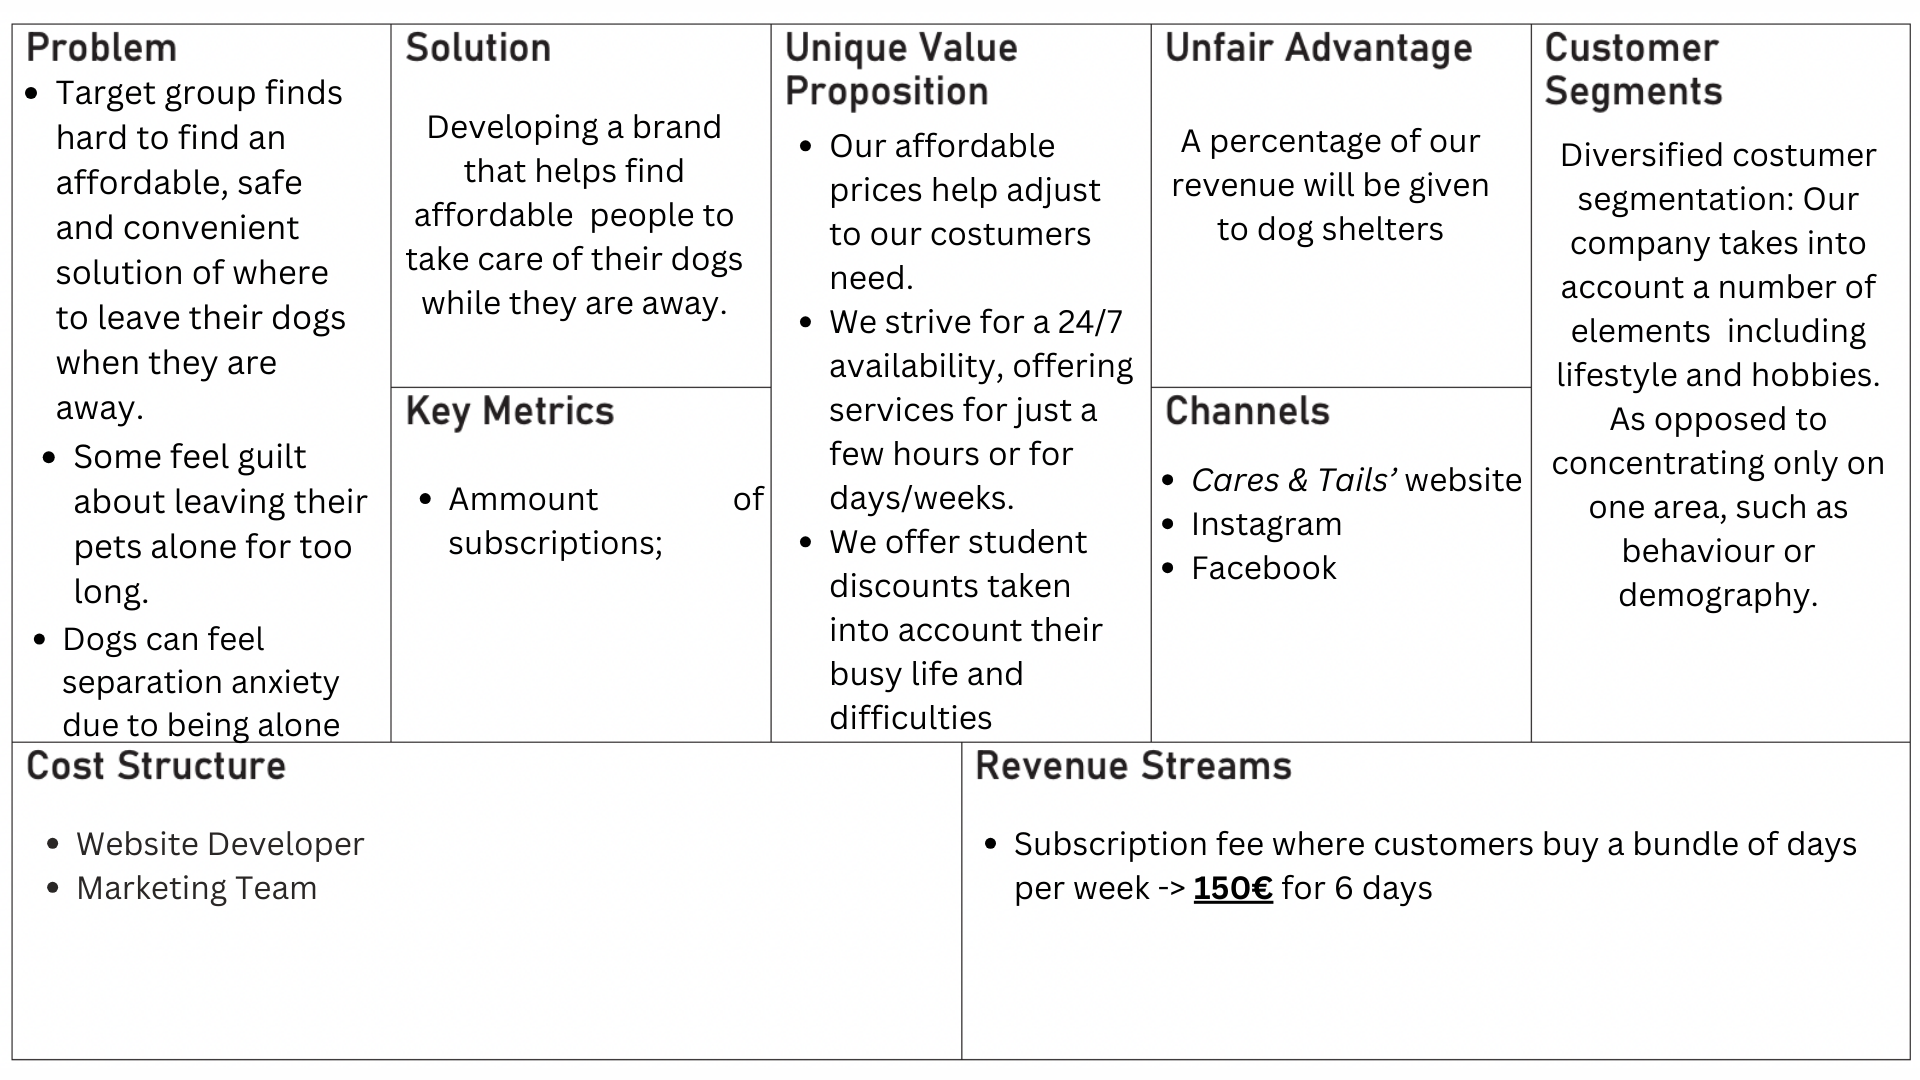 Problem
Target group finds
hard to find an
affordable, safe
and convenient
solution of where
to leave their dogs
when they are
away.
Some feel guilt
about leaving their
pets alone for too
long.
Dogs can feel
separation anxiety
due to being alone
Solution
Developing a brand
that helps find
affordable people to
take care of their dogs
while they are away.
Key Metrics
Ammount of
subscriptions;
Unique Value
Proposition
Our affordable
prices help adjust
to our costumers
need.
We strive for a 24/7
availability, offering
services for just a
few hours or for
days/weeks.
We offer student
discounts taken
into account their
busy life and
difficulties
Unfair Advantage
A percentage of our
revenue will be given
to dog shelters
Channels
Cares & Tails’ website
Instagram
Facebook
Customer
Segments
Diversified costumer
segmentation: Our
company takes into
account a number of
elements including
lifestyle and hobbies.
As opposed to
concentrating only on
one area, such as
behaviour or
demography.
Cost Structure
Website Developer
Marketing Team
Revenue Streams
Subscription fee where customers buy a bundle of days
per week -> 150€ for 6 days